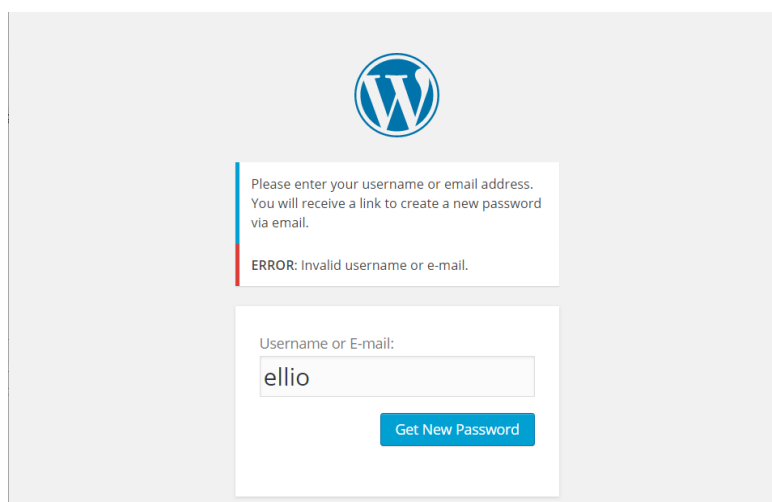 Please enter your username or email address.
You will receive a link to create a new password
via email.
ERROR: Invalid username or e-mail.
Username or E-mail:
ellio
Get New Password